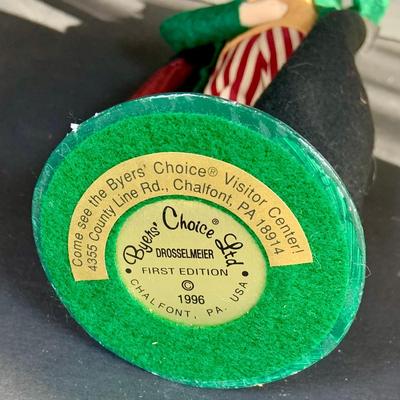 Come see the Byers' Choice® Visitor Center!
4355 County Line Rd., Chalfont, PA 18914
Byers' Choice® Ltd
DROSSELMEIER
FIRST EDITION
©
1996
• CHALFONT, PA. USA •